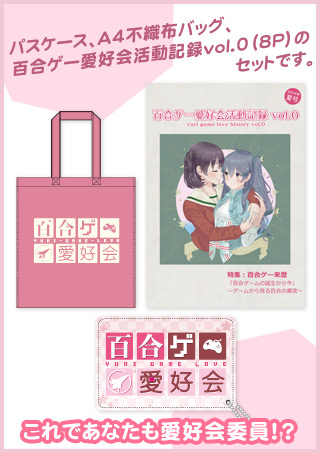 パスケース、A4不織布バッグ、
百合ゲー愛好会活動記録vol.0(8P)の
セットです。
夏号
百合ゲー愛好会活動記録 vol.0
yuri game love history vol.0
百合ゲ
YURI GAME LOVE
愛好会
特集:百合ゲー来歴
「百合ゲームの誕生から今」
~ゲームから見る百合の潮流~
百合ゲ
YURI GAME LOVE
愛好会
これであなたも愛好会委員!?